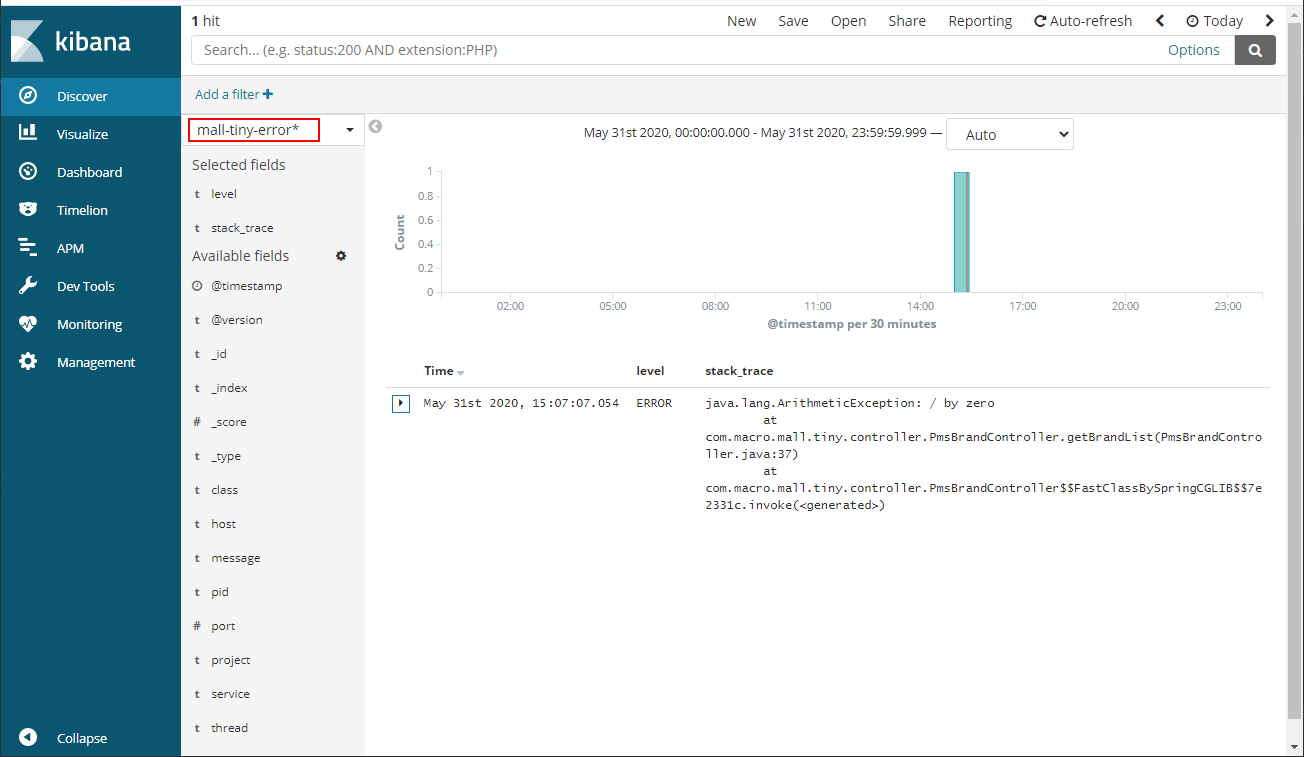 kibana
Discover
Visualize
Dashboard
Timelion
APM
Dev Tools
Monitoring
Management
Collapse
1 hit
New Save Open Share Reporting Auto-refresh Today
Search... (e.g. status:200 AND extension:PHP) Options
Add a filter
mall-tiny-error*
Selected fields
t level
t stack_trace
Available fields
@timestamp
t @version
t _id
t _index
# _score
t _type
t class
t host
t message
t pid
# port
t project
t service
t thread
May 31st 2020, 00:00:00.000 - May 31st 2020, 23:59:59.999 — Auto
Count
1
0.8
0.6
0.4
0.2
0
02:00 05:00 08:00 11:00 14:00 17:00 20:00 23:00
@timestamp per 30 minutes
Time level stack_trace
May 31st 2020, 15:07:07.054 ERROR java.lang.ArithmeticException: / by zero
at
com.macro.mall.tiny.controller.PmsBrandController.getBrandList(PmsBrandContro
ller.java:37)
at
com.macro.mall.tiny.controller.PmsBrandController$$FastClassBySpringCGLIB$$7e
2331c.invoke(<generated>)